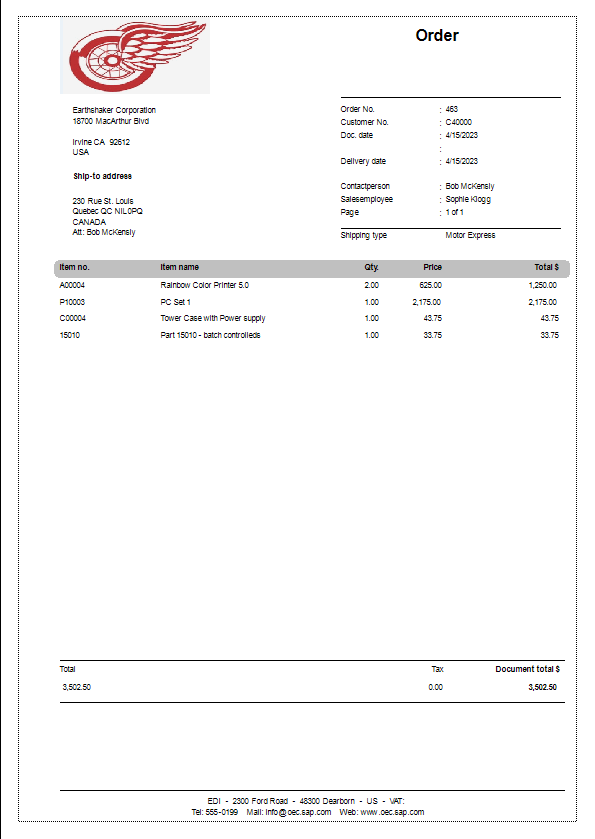 Order
Earthshaker Corporation
18700 MacArthur Blvd
Irvine CA 92612
USA
Ship-to address
230 Rue St. Louis
Quebec QC NIL0PQ
CANADA
Att: Bob McKensly
Order No. : 463
Customer No. : C40000
Doc. date : 4/15/2023
:
Delivery date : 4/15/2023
Contactperson : Bob McKensly
Salesemployee : Sophie Klogg
Page : 1 of 1
Shipping type Motor Express
Item no. Item name Qty. Price Total $
A00004 Rainbow Color Printer 5.0 2.00 625.00 1,250.00
P10003 PC Set 1 1.00 2,175.00 2,175.00
C00004 Tower Case with Power supply 1.00 43.75 43.75
15010 Part 15010 - batch controlleds 1.00 33.75 33.75
Total Tax Document total $
3,502.50 0.00 3,502.50
EDI - 2300 Ford Road - 48300 Dearborn - US - VAT:
Tel: 555-0199 Mail: info@oec.sap.com Web: www.oec.sap.com